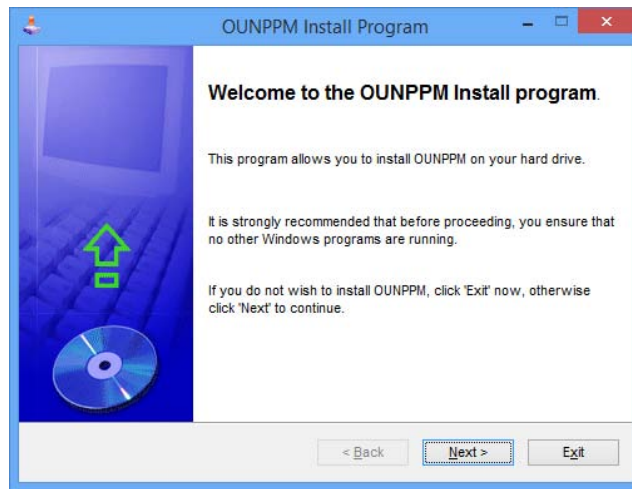 OUNPPM Install Program
Welcome to the OUNPPM Install program.
This program allows you to install OUNPPM on your hard drive.
It is strongly recommended that before proceeding, you ensure that
no other Windows programs are running.
If you do not wish to install OUNPPM, click 'Exit' now, otherwise
click 'Next' to continue.
< Back Next > Exit